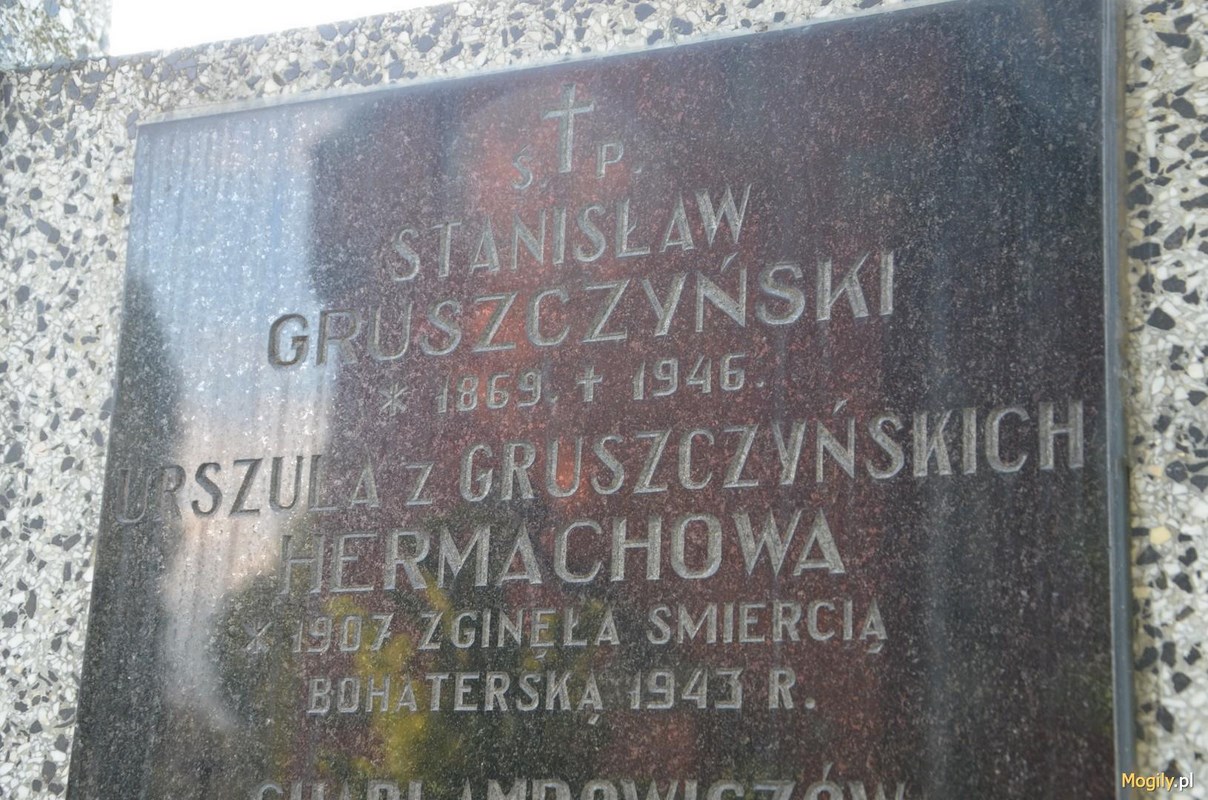 Ś. P.
STANISŁAW
GRUSZCZYŃSKI
* 1869. + 1946.
URSZULA Z GRUSZCZYŃSKICH
HERMACHOWA
* 1907 ZGINĘŁA SMIERCIĄ
BOHATERSKĄ 1943 R.
Mogily.pl